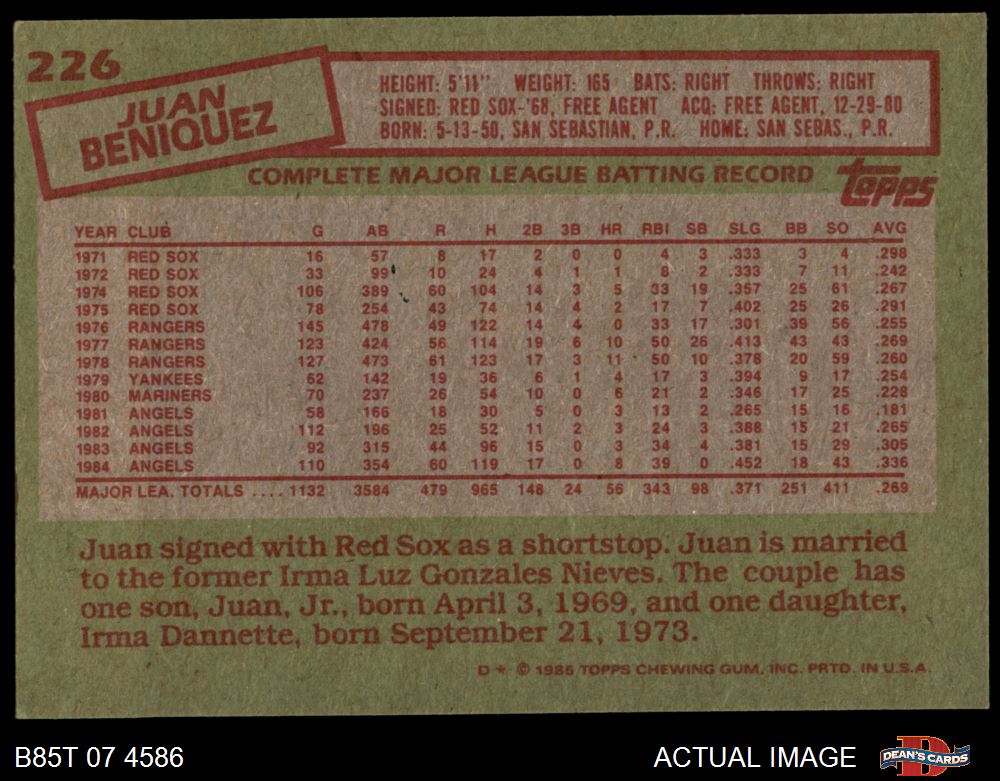 226
JUAN
BENIQUEZ
HEIGHT: 5'11" WEIGHT: 165 BATS: RIGHT THROWS: RIGHT
SIGNED: RED SOX-'68, FREE AGENT ACQ: FREE AGENT, 12-29-80
BORN: 5-13-50, SAN SEBASTIAN, P.R. HOME: SAN SEBAS., P.R.
COMPLETE MAJOR LEAGUE BATTING RECORD
topps
YEAR CLUB G AB R H 2B 3B HR RBI SB SLG BB SO AVG
1971 RED SOX 16 57 8 17 2 0 0 4 3 .333 3 4 .298
1972 RED SOX 33 99 10 24 4 1 1 8 2 .333 7 11 .242
1974 RED SOX 106 389 60 104 14 3 5 33 19 .357 25 61 .267
1975 RED SOX 78 254 43 74 14 4 2 17 7 .402 25 26 .291
1976 RANGERS 145 478 49 122 14 4 0 33 17 .301 39 56 .255
1977 RANGERS 123 424 56 114 19 6 10 50 26 .413 43 43 .269
1978 RANGERS 127 473 61 123 17 3 11 50 10 .378 20 59 .260
1979 YANKEES 62 142 19 36 6 1 4 17 3 .394 9 17 .254
1980 MARINERS 70 237 26 54 10 0 6 21 2 .346 17 25 .228
1981 ANGELS 58 166 18 30 5 0 3 13 2 .265 15 16 .181
1982 ANGELS 112 196 25 52 11 2 3 24 3 .388 15 21 .265
1983 ANGELS 92 315 44 96 15 0 3 34 4 .381 15 29 .305
1984 ANGELS 110 354 60 119 17 0 8 39 0 .452 18 43 .336
MAJOR LEA. TOTALS .... 1132 3584 479 965 148 24 56 343 98 .371 251 411 .269
Juan signed with Red Sox as a shortstop. Juan is married
to the former Irma Luz Gonzales Nieves. The couple has
one son, Juan, Jr., born April 3, 1969, and one daughter,
Irma Dannette, born September 21, 1973.
D * © 1985 TOPPS CHEWING GUM, INC. PRTD. IN U.S.A.
B85T 07 4586
ACTUAL IMAGE
D
DEAN'S CARDS